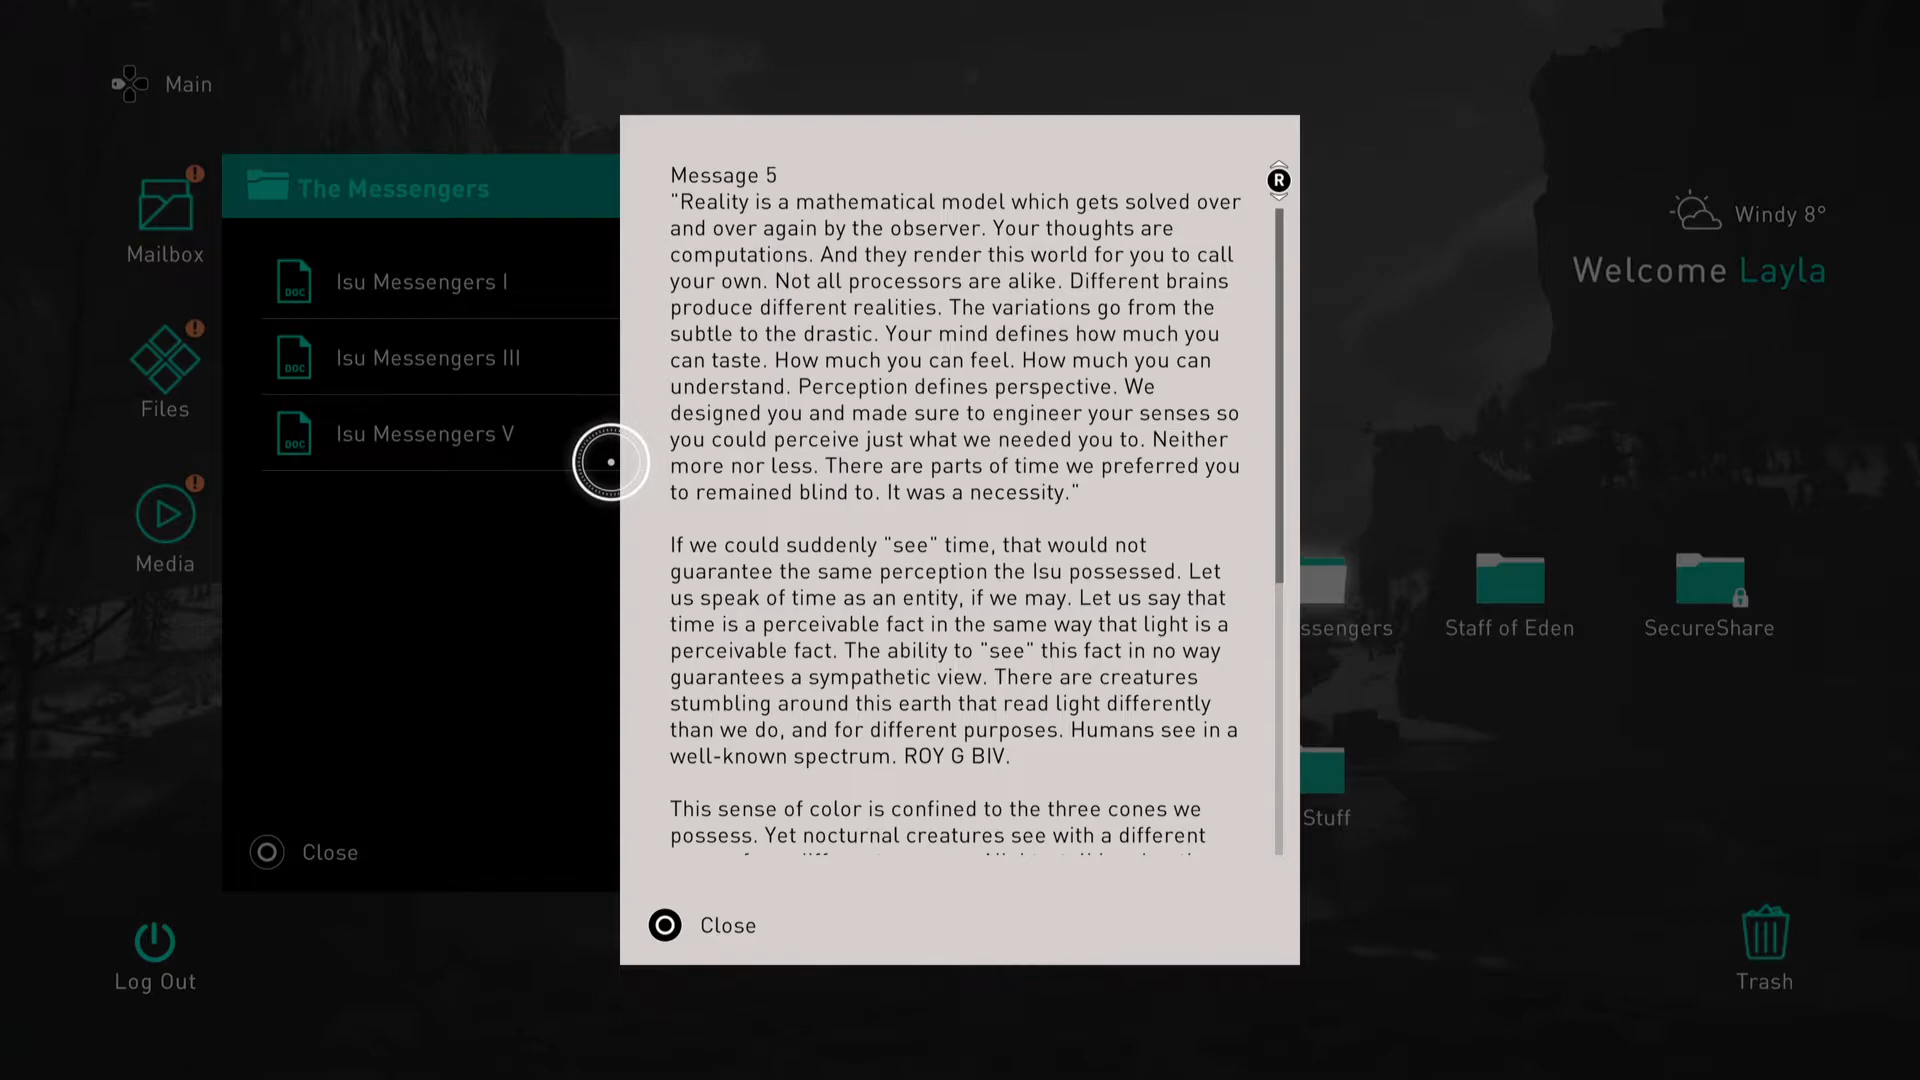 Main
Mailbox
Files
Media
Log Out
The Messengers
DOC
Isu Messengers I
DOC
Isu Messengers III
DOC
Isu Messengers V
Close
Message 5
"Reality is a mathematical model which gets solved over
and over again by the observer. Your thoughts are
computations. And they render this world for you to call
your own. Not all processors are alike. Different brains
produce different realities. The variations go from the
subtle to the drastic. Your mind defines how much you
can taste. How much you can feel. How much you can
understand. Perception defines perspective. We
designed you and made sure to engineer your senses so
you could perceive just what we needed you to. Neither
more nor less. There are parts of time we preferred you
to remained blind to. It was a necessity."
If we could suddenly "see" time, that would not
guarantee the same perception the Isu possessed. Let
us speak of time as an entity, if we may. Let us say that
time is a perceivable fact in the same way that light is a
perceivable fact. The ability to "see" this fact in no way
guarantees a sympathetic view. There are creatures
stumbling around this earth that read light differently
than we do, and for different purposes. Humans see in a
well-known spectrum. ROY G BIV.
This sense of color is confined to the three cones we
possess. Yet nocturnal creatures see with a different
R
Close
Windy 8°
Welcome Layla
ssengers
Staff of Eden
SecureShare
Stuff
Trash